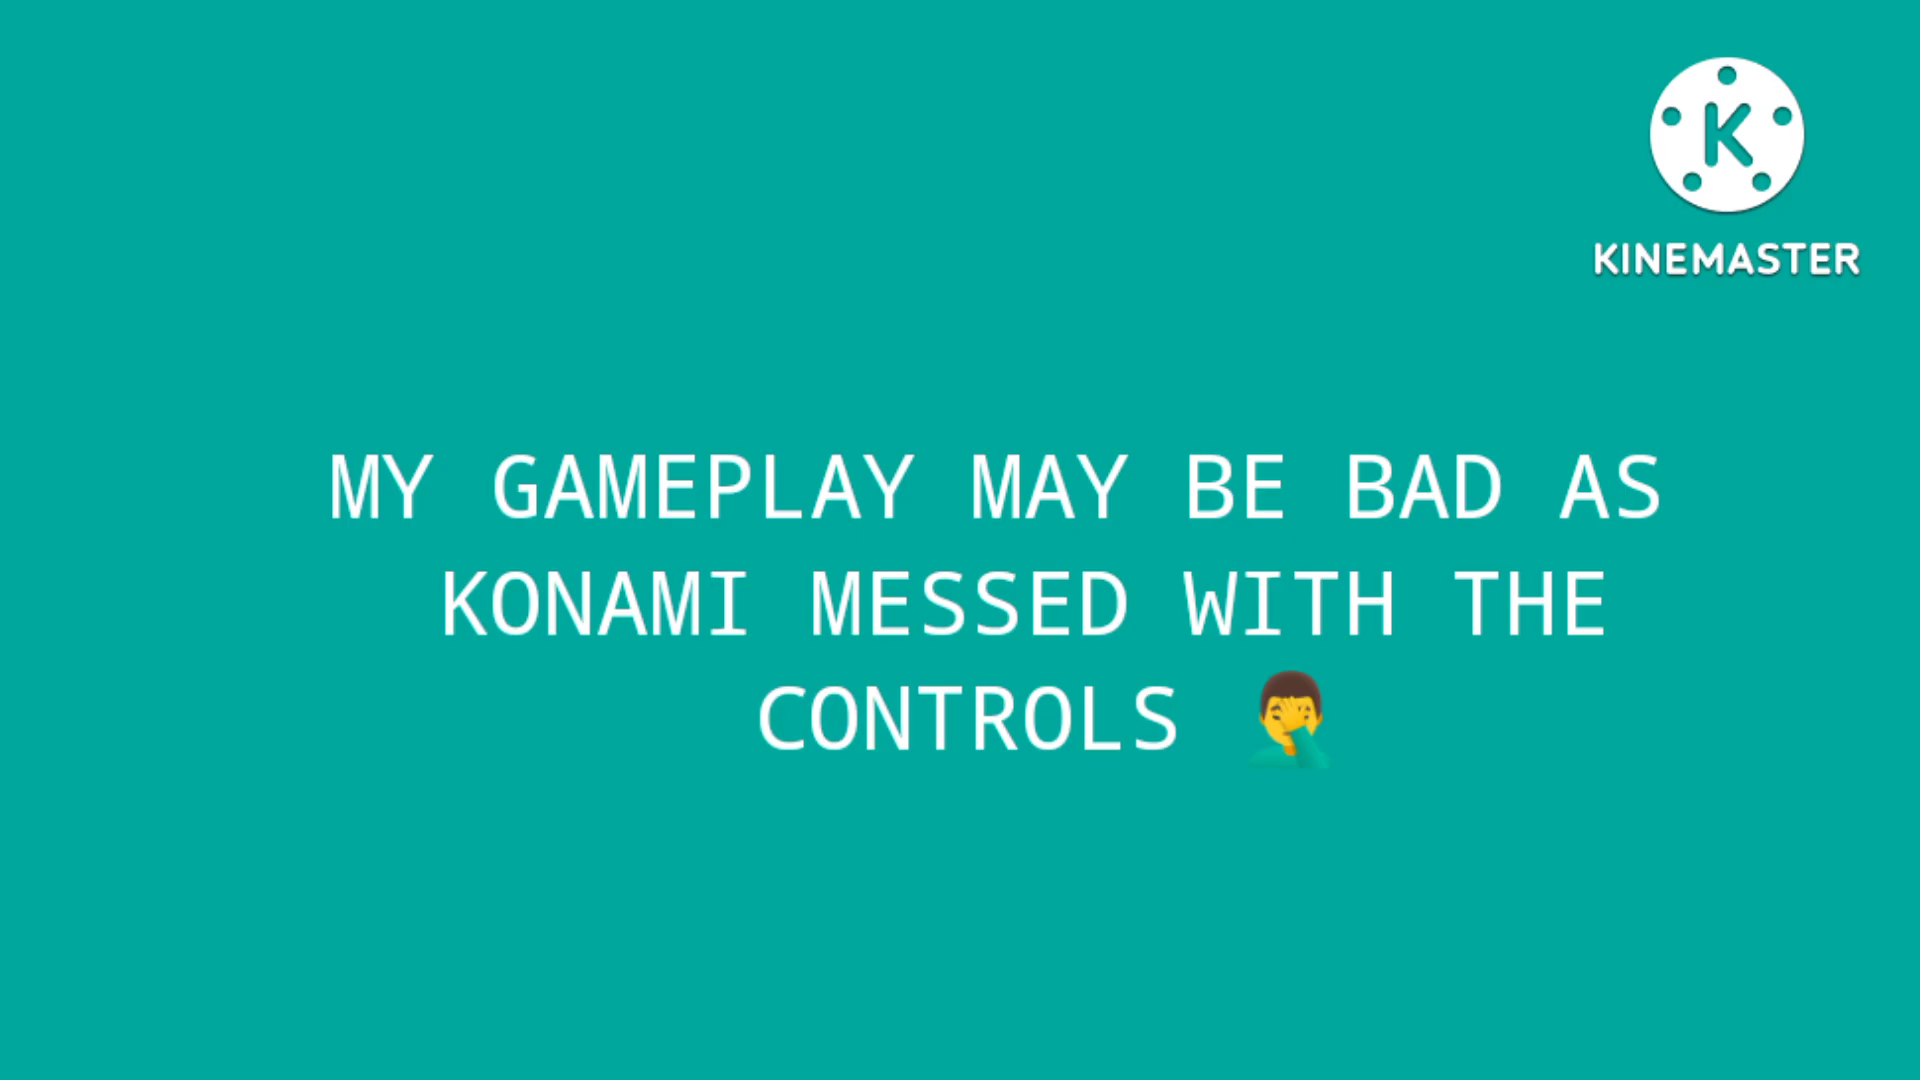 K
KINEMASTER
MY GAMEPLAY MAY BE BAD AS
KONAMI MESSED WITH THE
CONTROLS 🤦‍♂️